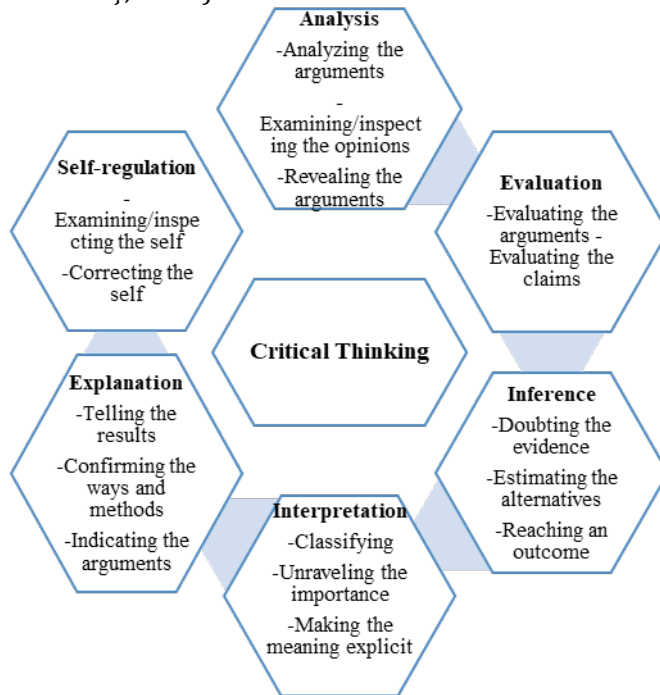 Analysis
-Analyzing the
arguments
-
Examining/inspect
ing the opinions
-Revealing the
arguments
Evaluation
-Evaluating the
arguments -
Evaluating the
claims
Inference
-Doubting the
evidence
-Estimating the
alternatives
-Reaching an
outcome
Interpretation
-Classifying
-Unraveling the
importance
-Making the
meaning explicit
Explanation
-Telling the
results
-Confirming the
ways and
methods
-Indicating the
arguments
Self-regulation
-
Examining/inspe
cting the self
-Correcting the
self
Critical Thinking